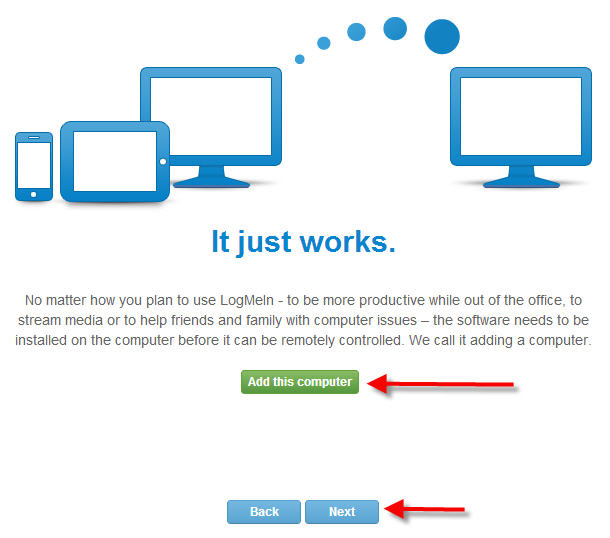 It just works.
No matter how you plan to use LogMeIn - to be more productive while out of the office, to
stream media or to help friends and family with computer issues – the software needs to be
installed on the computer before it can be remotely controlled. We call it adding a computer.
Add this computer
Back Next